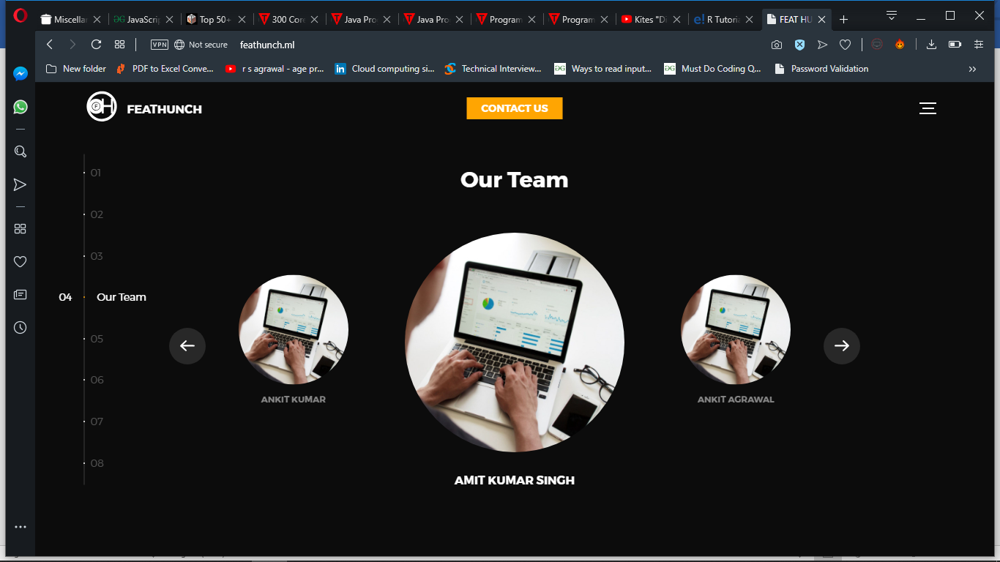 Miscellan
JavaScrip
Top 50+
300 Core
Java Pro
Java Pro
Program
Program
Kites "Di
R Tutoria
FEAT HU
VPN
Not secure
feathunch.ml
New folder
PDF to Excel Conve...
r s agrawal - age pr...
Cloud computing si...
Technical Interview...
Ways to read input...
Must Do Coding Q...
Password Validation
FEATHUNCH
CONTACT US
Our Team
01
02
03
04 Our Team
05
06
07
08
ANKIT KUMAR
ANKIT AGRAWAL
AMIT KUMAR SINGH